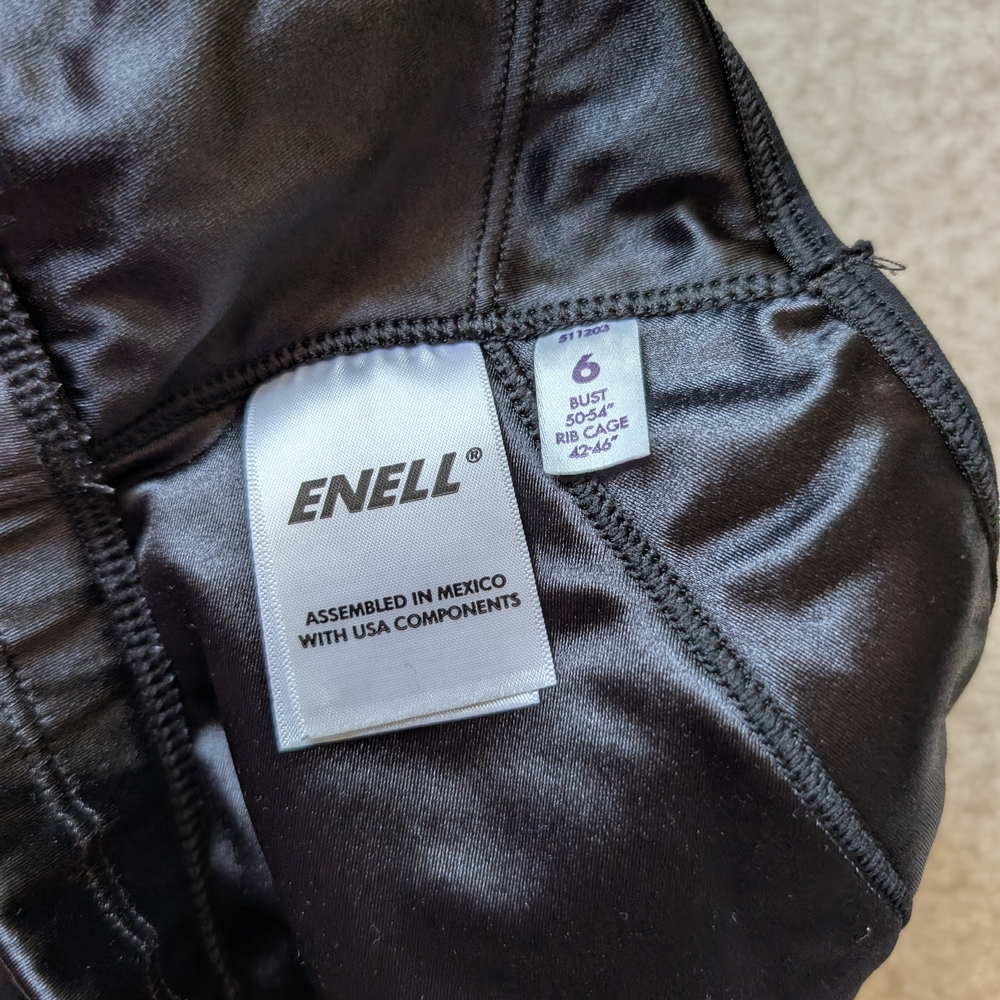 ENELL®
ASSEMBLED IN MEXICO
WITH USA COMPONENTS
511203
6
BUST
50-54"
RIB CAGE
42-46"